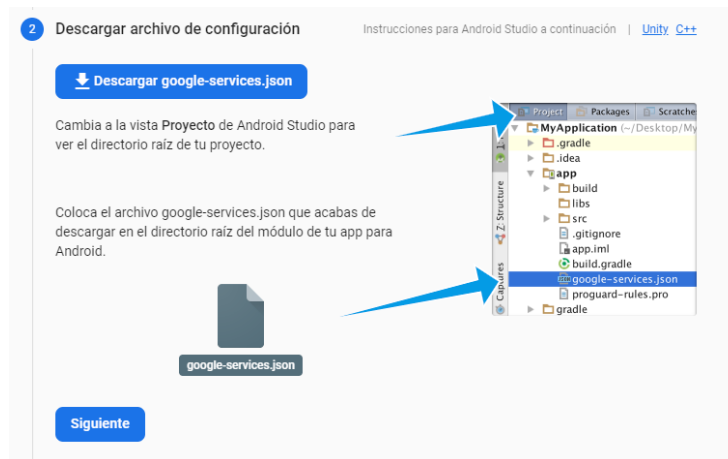 2 Descargar archivo de configuración
Instrucciones para Android Studio a continuación | Unity C++
Descargar google-services.json
Cambia a la vista Proyecto de Android Studio para
ver el directorio raíz de tu proyecto.
Coloca el archivo google-services.json que acabas de
descargar en el directorio raíz del módulo de tu app para
Android.
google-services.json
Siguiente
Project Packages Scratche
MyApplication (~/Desktop/My
.gradle
.idea
app
build
libs
src
.gitignore
app.iml
build.gradle
google-services.json
proguard-rules.pro
gradle
Z: Structure
Captures